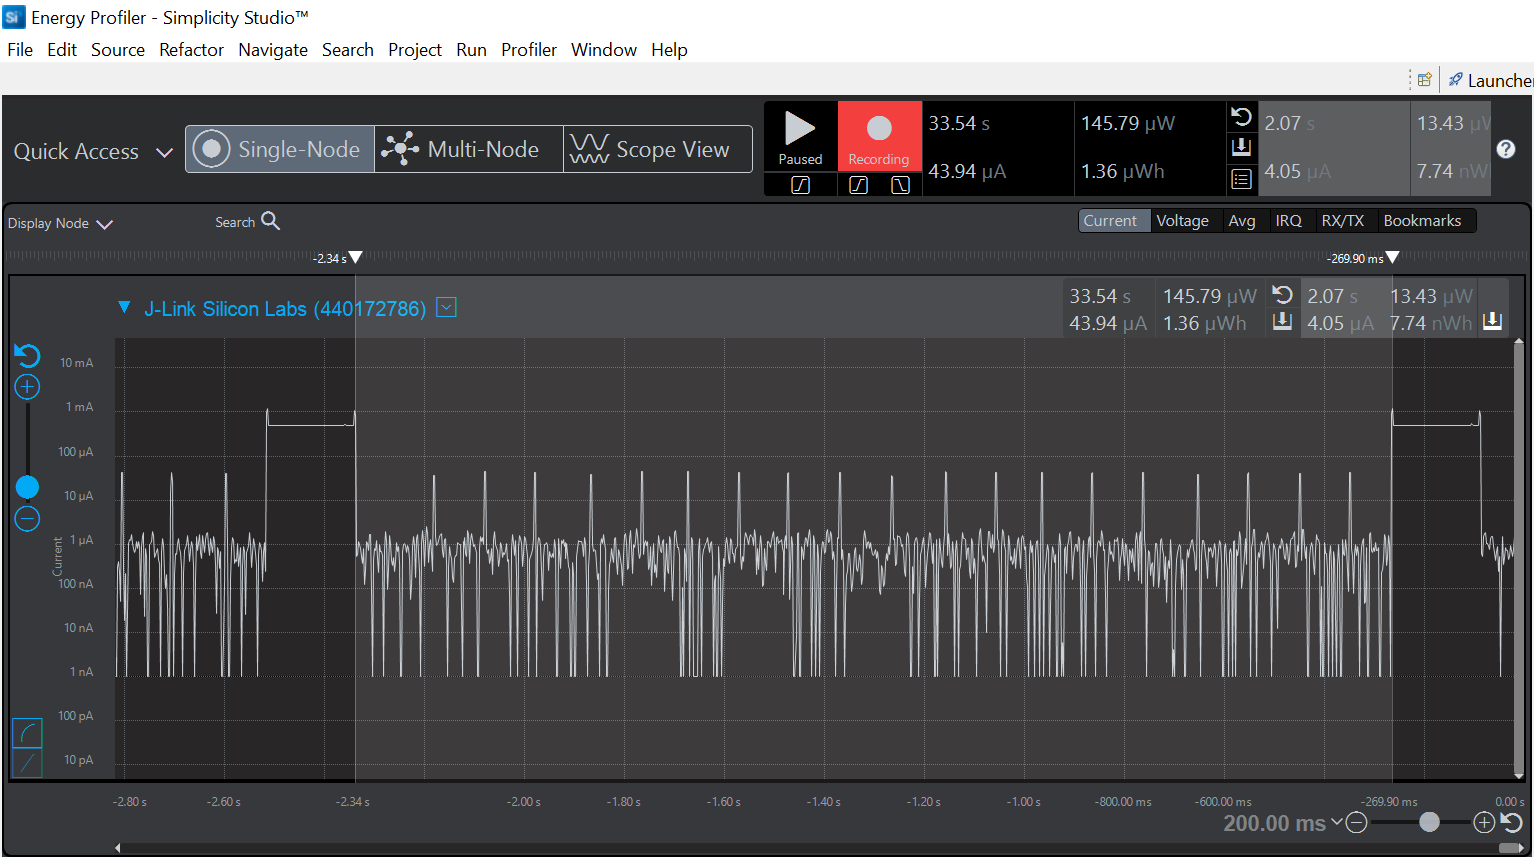 Si Energy Profiler - Simplicity Studio™
File Edit Source Refactor Navigate Search Project Run Profiler Window Help
Launcher
Quick Access Single-Node Multi-Node Scope View
Paused Recording
33.54 s 145.79 µW
43.94 µA 1.36 µWh
2.07 s 13.43 µW
4.05 µA 7.74 nW
?
Display Node Search Current Voltage Avg IRQ RX/TX Bookmarks
-2.34 s -269.90 ms
J-Link Silicon Labs (440172786)
33.54 s 145.79 µW 2.07 s 13.43 µW
43.94 µA 1.36 µWh 4.05 µA 7.74 nWh
10 mA
1 mA
100 µA
10 µA
1 µA
100 nA
10 nA
1 nA
100 pA
10 pA
Current
-2.80 s -2.60 s -2.34 s -2.00 s -1.80 s -1.60 s -1.40 s -1.20 s -1.00 s -800.00 ms -600.00 ms -269.90 ms 0.00 s
200.00 ms